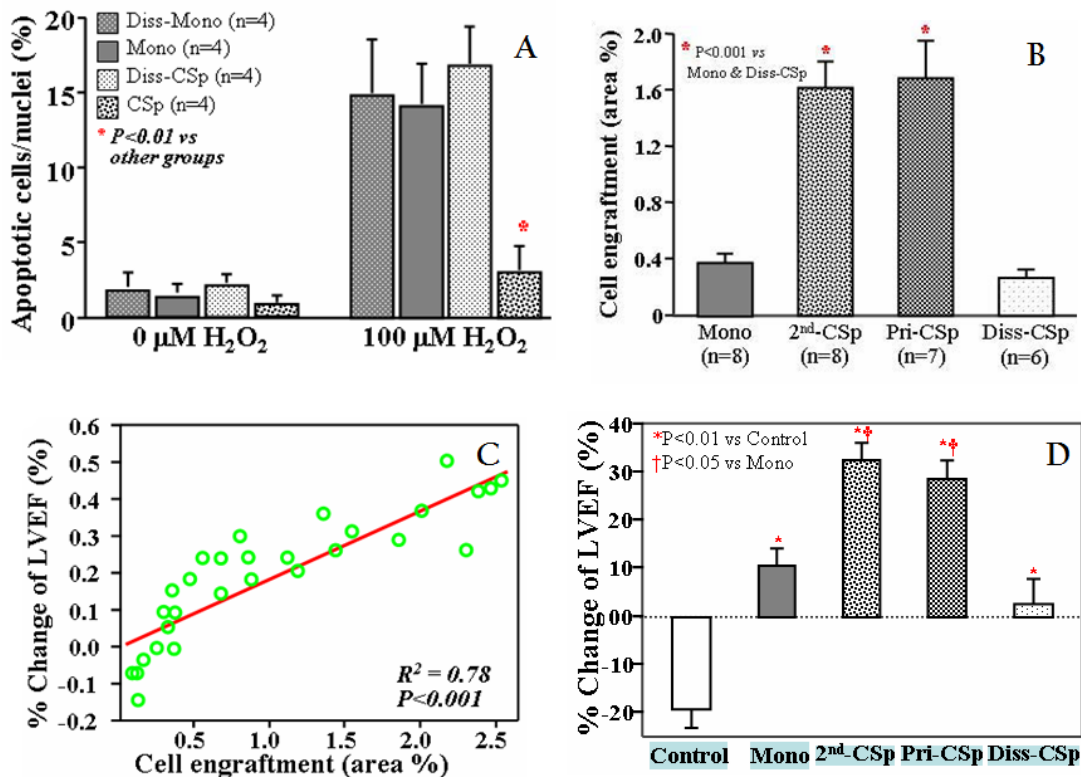 A
Apoptotic cells/nuclei (%)
20
15
10
5
0
Diss-Mono (n=4)
Mono (n=4)
Diss-CSp (n=4)
CSp (n=4)
* P<0.01 vs
other groups
*
0 µM H₂O₂
100 µM H₂O₂
B
Cell engraftment (area %)
2.0
1.6
1.2
0.8
0.4
0
* P<0.001 vs
Mono & Diss-CSp
*
*
Mono
(n=8)
2nd-CSp
(n=8)
Pri-CSp
(n=7)
Diss-CSp
(n=6)
C
% Change of LVEF (%)
0.6
0.5
0.4
0.3
0.2
0.1
0.0
-0.1
-0.2
R² = 0.78
P<0.001
0.5 1.0 1.5 2.0 2.5
Cell engraftment (area %)
D
% Change of LVEF (%)
40
30
20
10
00
-10
-20
*P<0.01 vs Control
†P<0.05 vs Mono
*
*†
*†
*
Control Mono 2nd-CSp Pri-CSp Diss-CSp